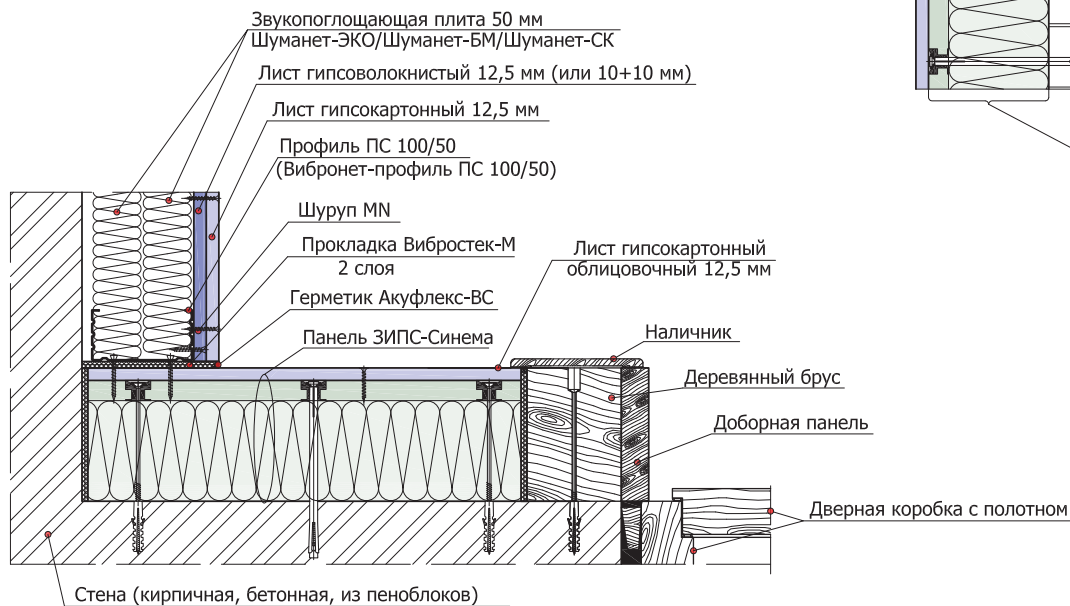 Звукопоглощающая плита 50 мм
Шуманет-ЭКО/Шуманет-БМ/Шуманет-СК
Лист гипсоволокнистый 12,5 мм (или 10+10 мм)
Лист гипсокартонный 12,5 мм
Профиль ПС 100/50
(Вибронет-профиль ПС 100/50)
Шуруп MN
Прокладка Вибростек-М
2 слоя
Герметик Акуфлекс-ВС
Панель ЗИПС-Синема
Лист гипсокартонный
облицовочный 12,5 мм
Наличник
Деревянный брус
Доборная панель
Дверная коробка с полотном
Стена (кирпичная, бетонная, из пеноблоков)